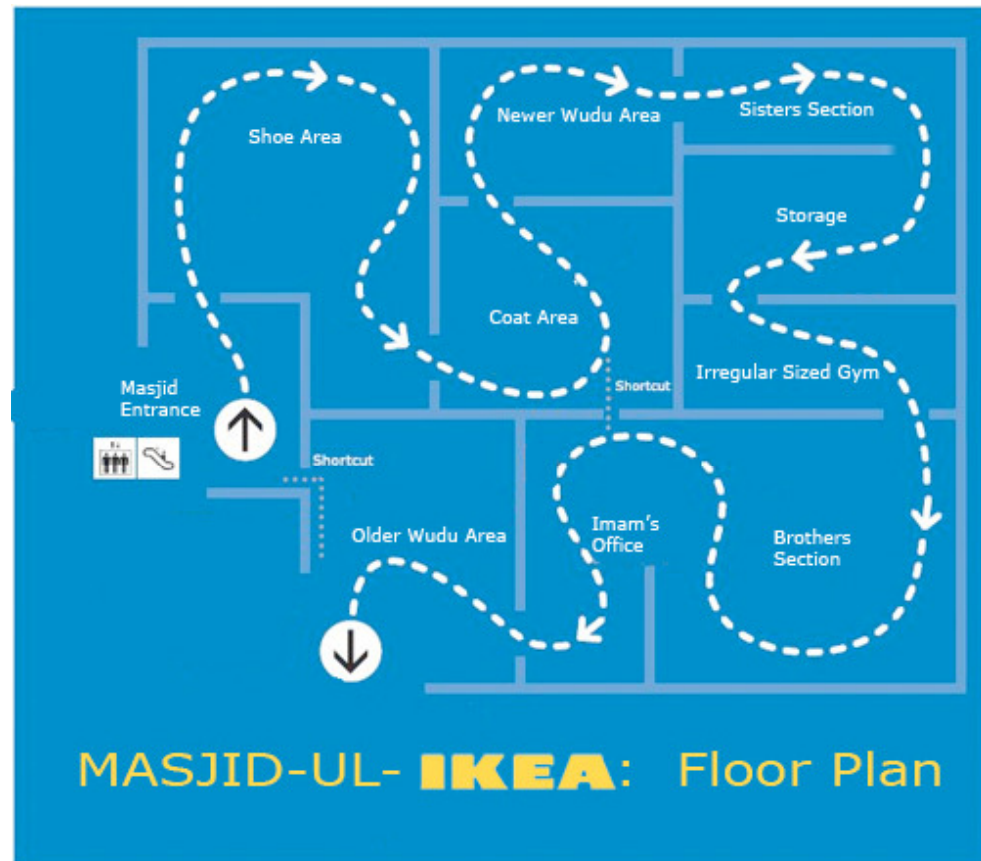 Shoe Area
Newer Wudu Area
Sisters Section
Storage
Coat Area
Irregular Sized Gym
Masjid
Entrance
Shortcut
Shortcut
Older Wudu Area
Imam's
Office
Brothers
Section
MASJID-UL- IKEA: Floor Plan